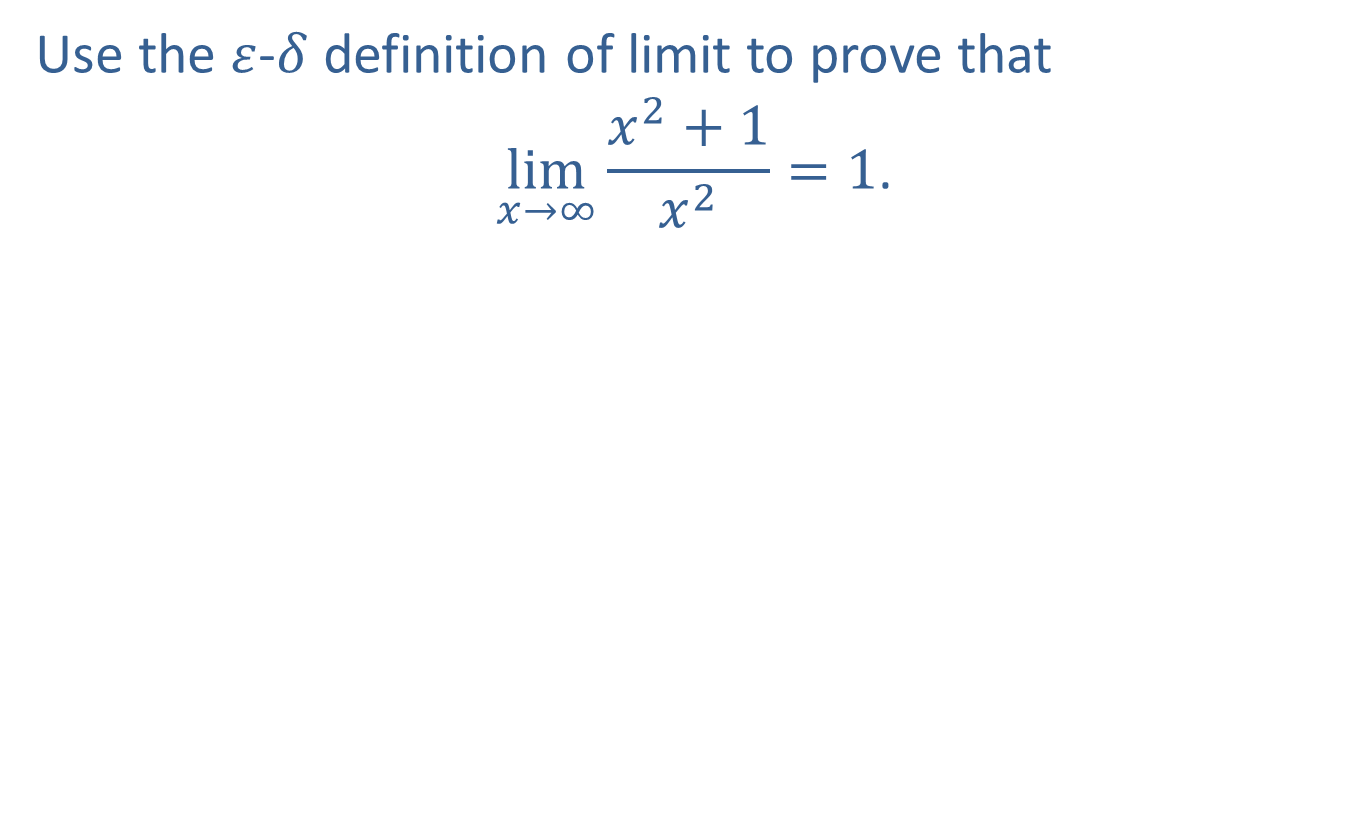 Use the ε-δ definition of limit to prove that
lim x→∞ x² + 1 / x² = 1.